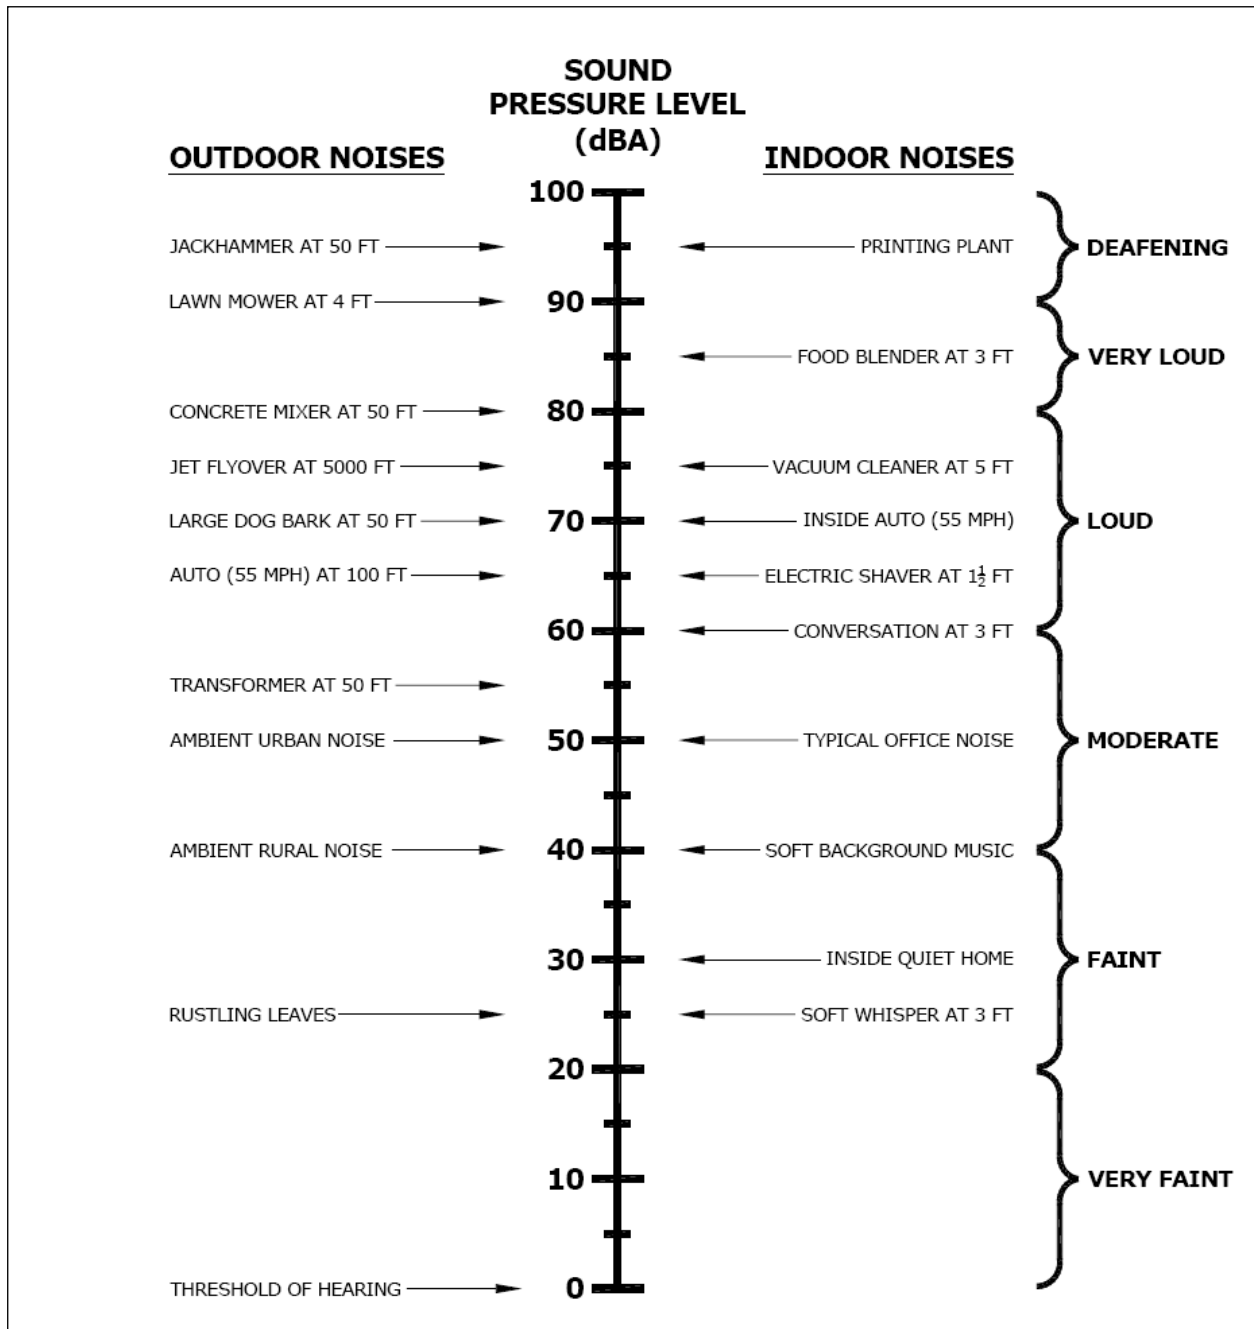 SOUND
PRESSURE LEVEL
(dBA)
OUTDOOR NOISES
INDOOR NOISES
100
JACKHAMMER AT 50 FT
PRINTING PLANT
DEAFENING
LAWN MOWER AT 4 FT
90
FOOD BLENDER AT 3 FT
VERY LOUD
CONCRETE MIXER AT 50 FT
80
JET FLYOVER AT 5000 FT
VACUUM CLEANER AT 5 FT
LARGE DOG BARK AT 50 FT
70
INSIDE AUTO (55 MPH)
LOUD
AUTO (55 MPH) AT 100 FT
ELECTRIC SHAVER AT 1½ FT
60
CONVERSATION AT 3 FT
TRANSFORMER AT 50 FT
AMBIENT URBAN NOISE
50
TYPICAL OFFICE NOISE
MODERATE
AMBIENT RURAL NOISE
40
SOFT BACKGROUND MUSIC
30
INSIDE QUIET HOME
FAINT
RUSTLING LEAVES
SOFT WHISPER AT 3 FT
20
10
VERY FAINT
THRESHOLD OF HEARING
0